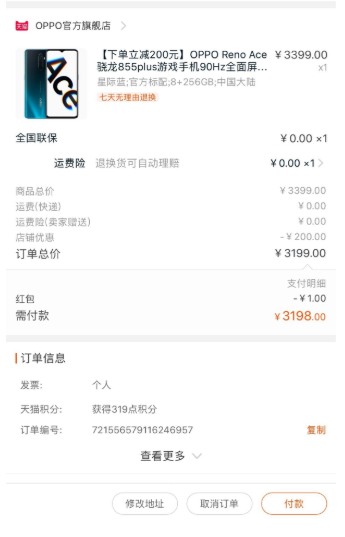 天猫 OPPO官方旗舰店
【下单立减200元】OPPO Reno Ace ￥3399.00
骁龙855plus游戏手机90Hz全面屏... x1
星际蓝;官方标配;8+256GB;中国大陆
七天无理由退换
ACE
全国联保 ￥0.00 ×1
运费险 退换货可自动理赔 ￥0.00 ×1
商品总价 ￥3399.00
运费(快递) ￥0.00
运费险(卖家赠送) ￥0.00
店铺优惠 -￥200.00
订单总价 ￥3199.00
支付明细
红包 -￥1.00
需付款 ￥3198.00
订单信息
发票: 个人
天猫积分: 获得319点积分
订单编号: 721556579116246957 复制
查看更多
修改地址 取消订单 付款